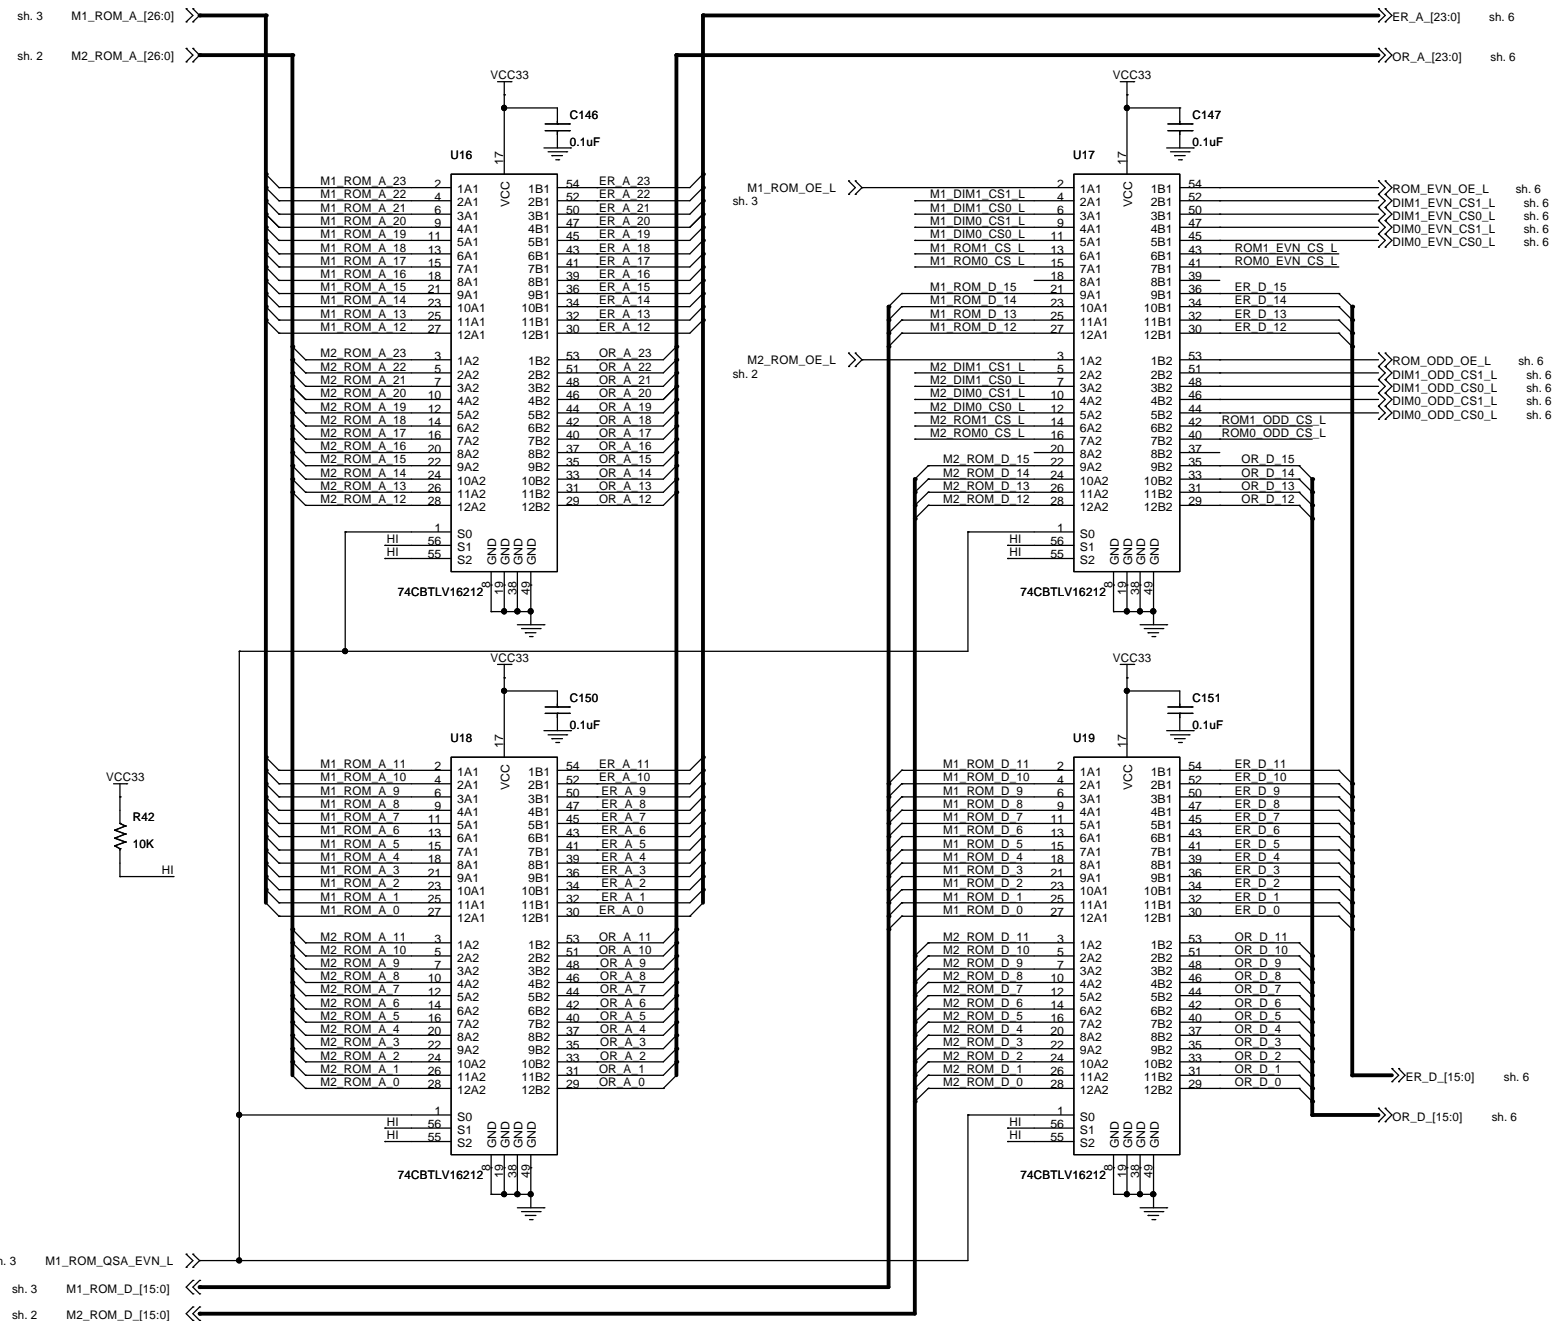 sh. 3 M1_ROM_A_[26:0]
sh. 2 M2_ROM_A_[26:0]
ER_A_[23:0] sh. 6
OR_A_[23:0] sh. 6
VCC33
C146
0.1uF
U16
17
VCC
M1_ROM_A_23 2 1A1 1B1 54 ER_A_23
M1_ROM_A_22 4 2A1 2B1 52 ER_A_22
M1_ROM_A_21 6 3A1 3B1 50 ER_A_21
M1_ROM_A_20 9 4A1 4B1 47 ER_A_20
M1_ROM_A_19 11 5A1 5B1 45 ER_A_19
M1_ROM_A_18 13 6A1 6B1 43 ER_A_18
M1_ROM_A_17 15 7A1 7B1 41 ER_A_17
M1_ROM_A_16 18 8A1 8B1 39 ER_A_16
M1_ROM_A_15 21 9A1 9B1 36 ER_A_15
M1_ROM_A_14 23 10A1 10B1 34 ER_A_14
M1_ROM_A_13 25 11A1 11B1 32 ER_A_13
M1_ROM_A_12 27 12A1 12B1 30 ER_A_12
M2_ROM_A_23 3 1A2 1B2 53 OR_A_23
M2_ROM_A_22 5 2A2 2B2 51 OR_A_22
M2_ROM_A_21 7 3A2 3B2 48 OR_A_21
M2_ROM_A_20 10 4A2 4B2 46 OR_A_20
M2_ROM_A_19 12 5A2 5B2 44 OR_A_19
M2_ROM_A_18 14 6A2 6B2 42 OR_A_18
M2_ROM_A_17 16 7A2 7B2 40 OR_A_17
M2_ROM_A_16 20 8A2 8B2 37 OR_A_16
M2_ROM_A_15 22 9A2 9B2 35 OR_A_15
M2_ROM_A_14 24 10A2 10B2 33 OR_A_14
M2_ROM_A_13 26 11A2 11B2 31 OR_A_13
M2_ROM_A_12 28 12A2 12B2 29 OR_A_12
1 S0
HI 56 S1
HI 55 S2
GND GND GND GND
74CBTLV16212 8 19 38 49
VCC33
C147
0.1uF
U17
17
VCC
M1_ROM_OE_L sh. 3 2 1A1 1B1 54 ROM_EVN_OE_L sh. 6
M1_DIM1_CS1_L 4 2A1 2B1 52 DIM1_EVN_CS1_L sh. 6
M1_DIM1_CS0_L 6 3A1 3B1 50 DIM1_EVN_CS0_L sh. 6
M1_DIM0_CS1_L 9 4A1 4B1 47 DIM0_EVN_CS1_L sh. 6
M1_DIM0_CS0_L 11 5A1 5B1 45 DIM0_EVN_CS0_L sh. 6
M1_ROM1_CS_L 13 6A1 6B1 43 ROM1_EVN_CS_L
M1_ROM0_CS_L 15 7A1 7B1 41 ROM0_EVN_CS_L
18 8A1 8B1 39
M1_ROM_D_15 21 9A1 9B1 36 ER_D_15
M1_ROM_D_14 23 10A1 10B1 34 ER_D_14
M1_ROM_D_13 25 11A1 11B1 32 ER_D_13
M1_ROM_D_12 27 12A1 12B1 30 ER_D_12
M2_ROM_OE_L sh. 2 3 1A2 1B2 53 ROM_ODD_OE_L sh. 6
M2_DIM1_CS1_L 5 2A2 2B2 51 DIM1_ODD_CS1_L sh. 6
M2_DIM1_CS0_L 7 3A2 3B2 48 DIM1_ODD_CS0_L sh. 6
M2_DIM0_CS1_L 10 4A2 4B2 46 DIM0_ODD_CS1_L sh. 6
M2_DIM0_CS0_L 12 5A2 5B2 44 DIM0_ODD_CS0_L sh. 6
M2_ROM1_CS_L 14 6A2 6B2 42 ROM1_ODD_CS_L
M2_ROM0_CS_L 16 7A2 7B2 40 ROM0_ODD_CS_L
20 8A2 8B2 37
M2_ROM_D_15 22 9A2 9B2 35 OR_D_15
M2_ROM_D_14 24 10A2 10B2 33 OR_D_14
M2_ROM_D_13 26 11A2 11B2 31 OR_D_13
M2_ROM_D_12 28 12A2 12B2 29 OR_D_12
1 S0
HI 56 S1
HI 55 S2
GND GND GND GND
74CBTLV16212 8 19 38 49
VCC33
R42
10K
HI
VCC33
C150
0.1uF
U18
17
VCC
M1_ROM_A_11 2 1A1 1B1 54 ER_A_11
M1_ROM_A_10 4 2A1 2B1 52 ER_A_10
M1_ROM_A_9 6 3A1 3B1 50 ER_A_9
M1_ROM_A_8 9 4A1 4B1 47 ER_A_8
M1_ROM_A_7 11 5A1 5B1 45 ER_A_7
M1_ROM_A_6 13 6A1 6B1 43 ER_A_6
M1_ROM_A_5 15 7A1 7B1 41 ER_A_5
M1_ROM_A_4 18 8A1 8B1 39 ER_A_4
M1_ROM_A_3 21 9A1 9B1 36 ER_A_3
M1_ROM_A_2 23 10A1 10B1 34 ER_A_2
M1_ROM_A_1 25 11A1 11B1 32 ER_A_1
M1_ROM_A_0 27 12A1 12B1 30 ER_A_0
M2_ROM_A_11 3 1A2 1B2 53 OR_A_11
M2_ROM_A_10 5 2A2 2B2 51 OR_A_10
M2_ROM_A_9 7 3A2 3B2 48 OR_A_9
M2_ROM_A_8 10 4A2 4B2 46 OR_A_8
M2_ROM_A_7 12 5A2 5B2 44 OR_A_7
M2_ROM_A_6 14 6A2 6B2 42 OR_A_6
M2_ROM_A_5 16 7A2 7B2 40 OR_A_5
M2_ROM_A_4 20 8A2 8B2 37 OR_A_4
M2_ROM_A_3 22 9A2 9B2 35 OR_A_3
M2_ROM_A_2 24 10A2 10B2 33 OR_A_2
M2_ROM_A_1 26 11A2 11B2 31 OR_A_1
M2_ROM_A_0 28 12A2 12B2 29 OR_A_0
1 S0
HI 56 S1
HI 55 S2
GND GND GND GND
74CBTLV16212 8 19 38 49
VCC33
C151
0.1uF
U19
17
VCC
M1_ROM_D_11 2 1A1 1B1 54 ER_D_11
M1_ROM_D_10 4 2A1 2B1 52 ER_D_10
M1_ROM_D_9 6 3A1 3B1 50 ER_D_9
M1_ROM_D_8 9 4A1 4B1 47 ER_D_8
M1_ROM_D_7 11 5A1 5B1 45 ER_D_7
M1_ROM_D_6 13 6A1 6B1 43 ER_D_6
M1_ROM_D_5 15 7A1 7B1 41 ER_D_5
M1_ROM_D_4 18 8A1 8B1 39 ER_D_4
M1_ROM_D_3 21 9A1 9B1 36 ER_D_3
M1_ROM_D_2 23 10A1 10B1 34 ER_D_2
M1_ROM_D_1 25 11A1 11B1 32 ER_D_1
M1_ROM_D_0 27 12A1 12B1 30 ER_D_0
M2_ROM_D_11 3 1A2 1B2 53 OR_D_11
M2_ROM_D_10 5 2A2 2B2 51 OR_D_10
M2_ROM_D_9 7 3A2 3B2 48 OR_D_9
M2_ROM_D_8 10 4A2 4B2 46 OR_D_8
M2_ROM_D_7 12 5A2 5B2 44 OR_D_7
M2_ROM_D_6 14 6A2 6B2 42 OR_D_6
M2_ROM_D_5 16 7A2 7B2 40 OR_D_5
M2_ROM_D_4 20 8A2 8B2 37 OR_D_4
M2_ROM_D_3 22 9A2 9B2 35 OR_D_3
M2_ROM_D_2 24 10A2 10B2 33 OR_D_2
M2_ROM_D_1 26 11A2 11B2 31 OR_D_1
M2_ROM_D_0 28 12A2 12B2 29 OR_D_0
1 S0
HI 56 S1
HI 55 S2
GND GND GND GND
74CBTLV16212 8 19 38 49
ER_D_[15:0] sh. 6
OR_D_[15:0] sh. 6
h. 3 M1_ROM_QSA_EVN_L
sh. 3 M1_ROM_D_[15:0]
sh. 2 M2_ROM_D_[15:0]